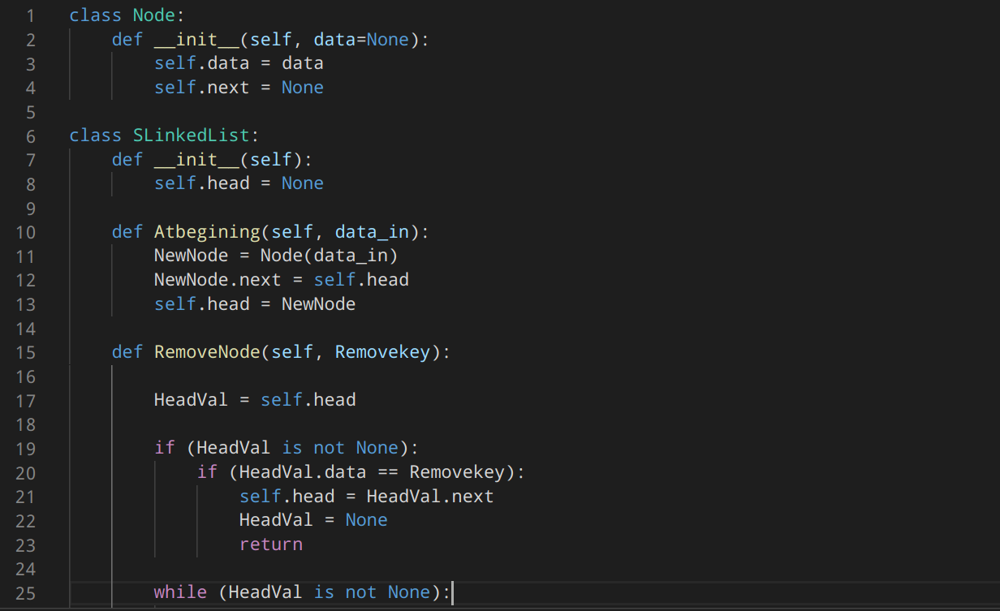 1 class Node:
2     def __init__(self, data=None):
3         self.data = data
4         self.next = None
5
6 class SLinkedList:
7     def __init__(self):
8         self.head = None
9
10     def Atbegining(self, data_in):
11         NewNode = Node(data_in)
12         NewNode.next = self.head
13         self.head = NewNode
14
15     def RemoveNode(self, Removekey):
16
17         HeadVal = self.head
18
19         if (HeadVal is not None):
20             if (HeadVal.data == Removekey):
21                 self.head = HeadVal.next
22                 HeadVal = None
23                 return
24
25         while (HeadVal is not None):